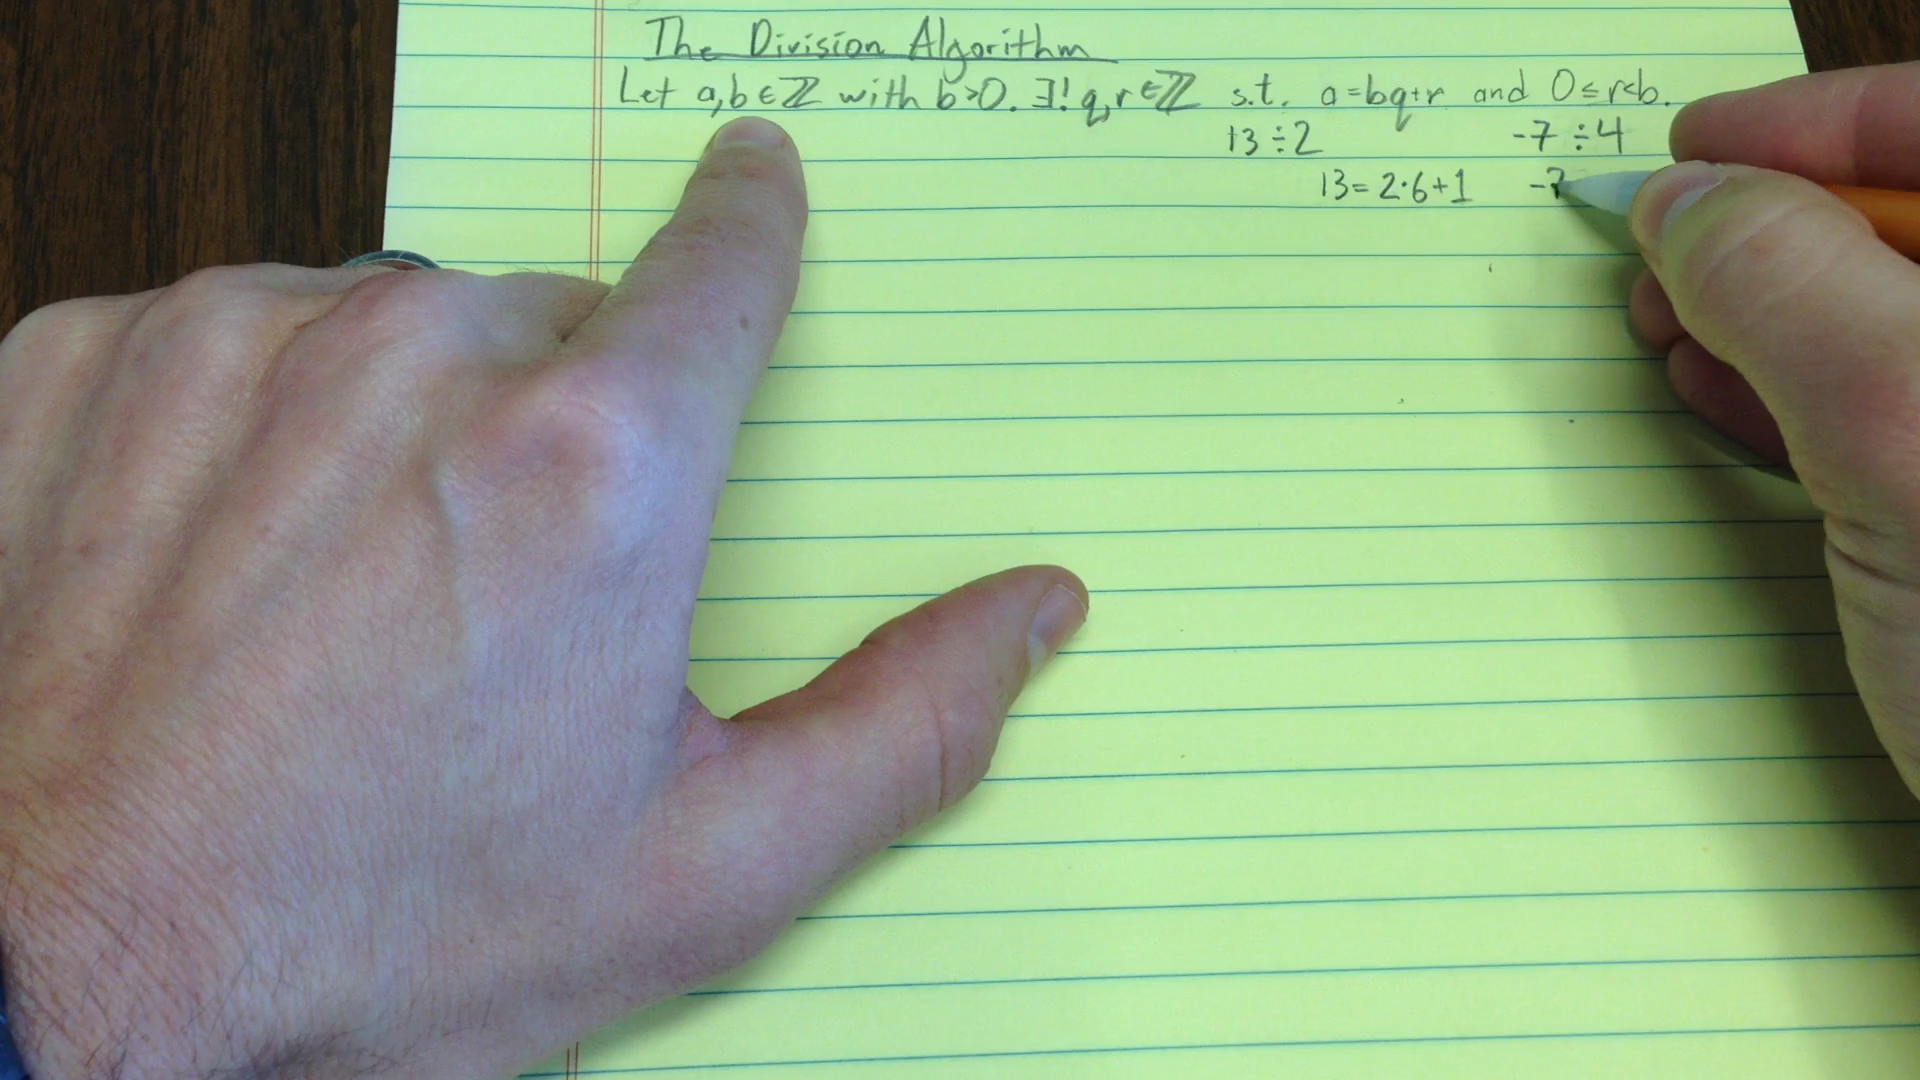 The Division Algorithm
Let a,b∈ℤ with b>0. ∃! q,r∈ℤ s.t. a=bq+r and 0≤r<b.
13÷2 -7÷4
13=2·6+1 -7